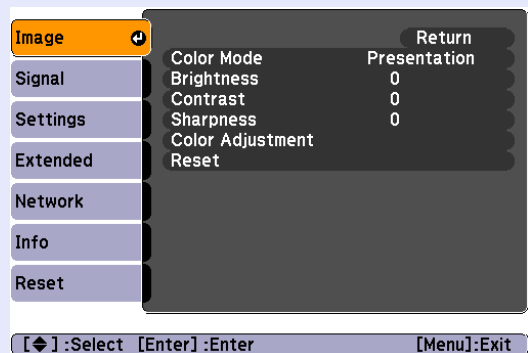 Image
Signal
Settings
Extended
Network
Info
Reset
Return
Color Mode Presentation
Brightness 0
Contrast 0
Sharpness 0
Color Adjustment
Reset
[◆] :Select [Enter] :Enter [Menu]:Exit